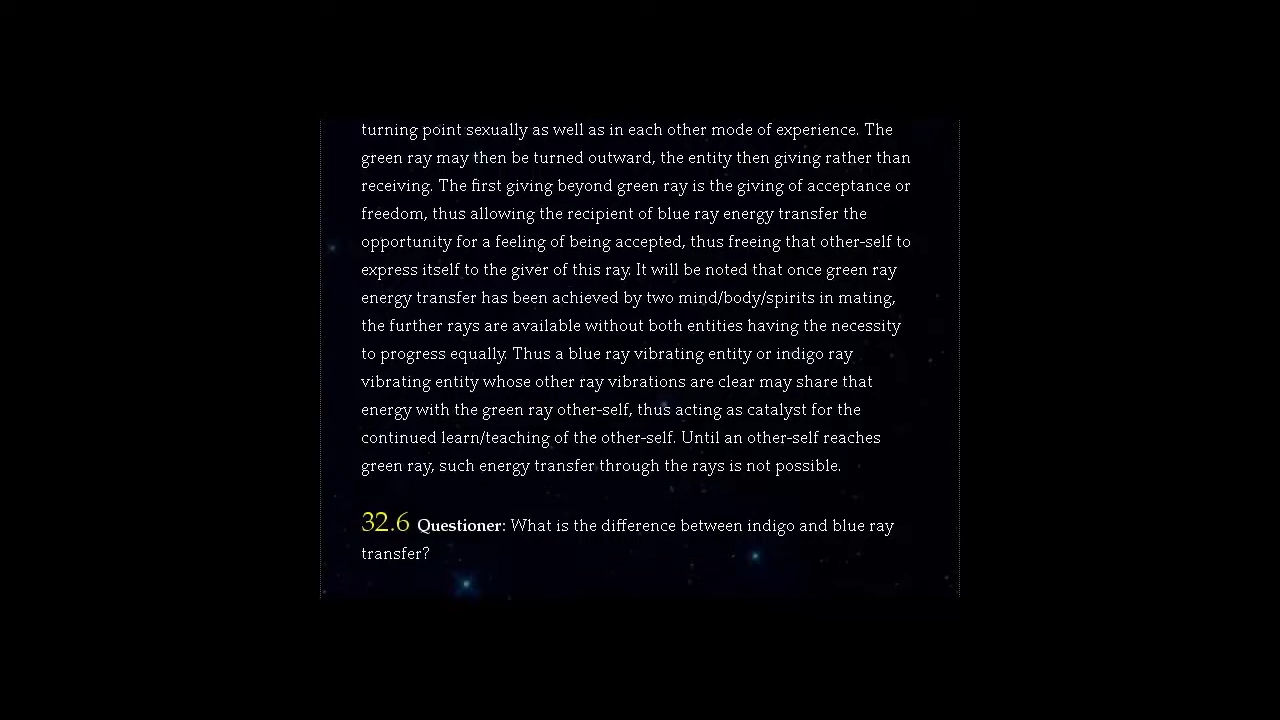 turning point sexually as well as in each other mode of experience. The
green ray may then be turned outward, the entity then giving rather than
receiving. The first giving beyond green ray is the giving of acceptance or
freedom, thus allowing the recipient of blue ray energy transfer the
opportunity for a feeling of being accepted, thus freeing that other-self to
express itself to the giver of this ray. It will be noted that once green ray
energy transfer has been achieved by two mind/body/spirits in mating,
the further rays are available without both entities having the necessity
to progress equally. Thus a blue ray vibrating entity or indigo ray
vibrating entity whose other ray vibrations are clear may share that
energy with the green ray other-self, thus acting as catalyst for the
continued learn/teaching of the other-self. Until an other-self reaches
green ray, such energy transfer through the rays is not possible.
32.6 Questioner: What is the difference between indigo and blue ray
transfer?